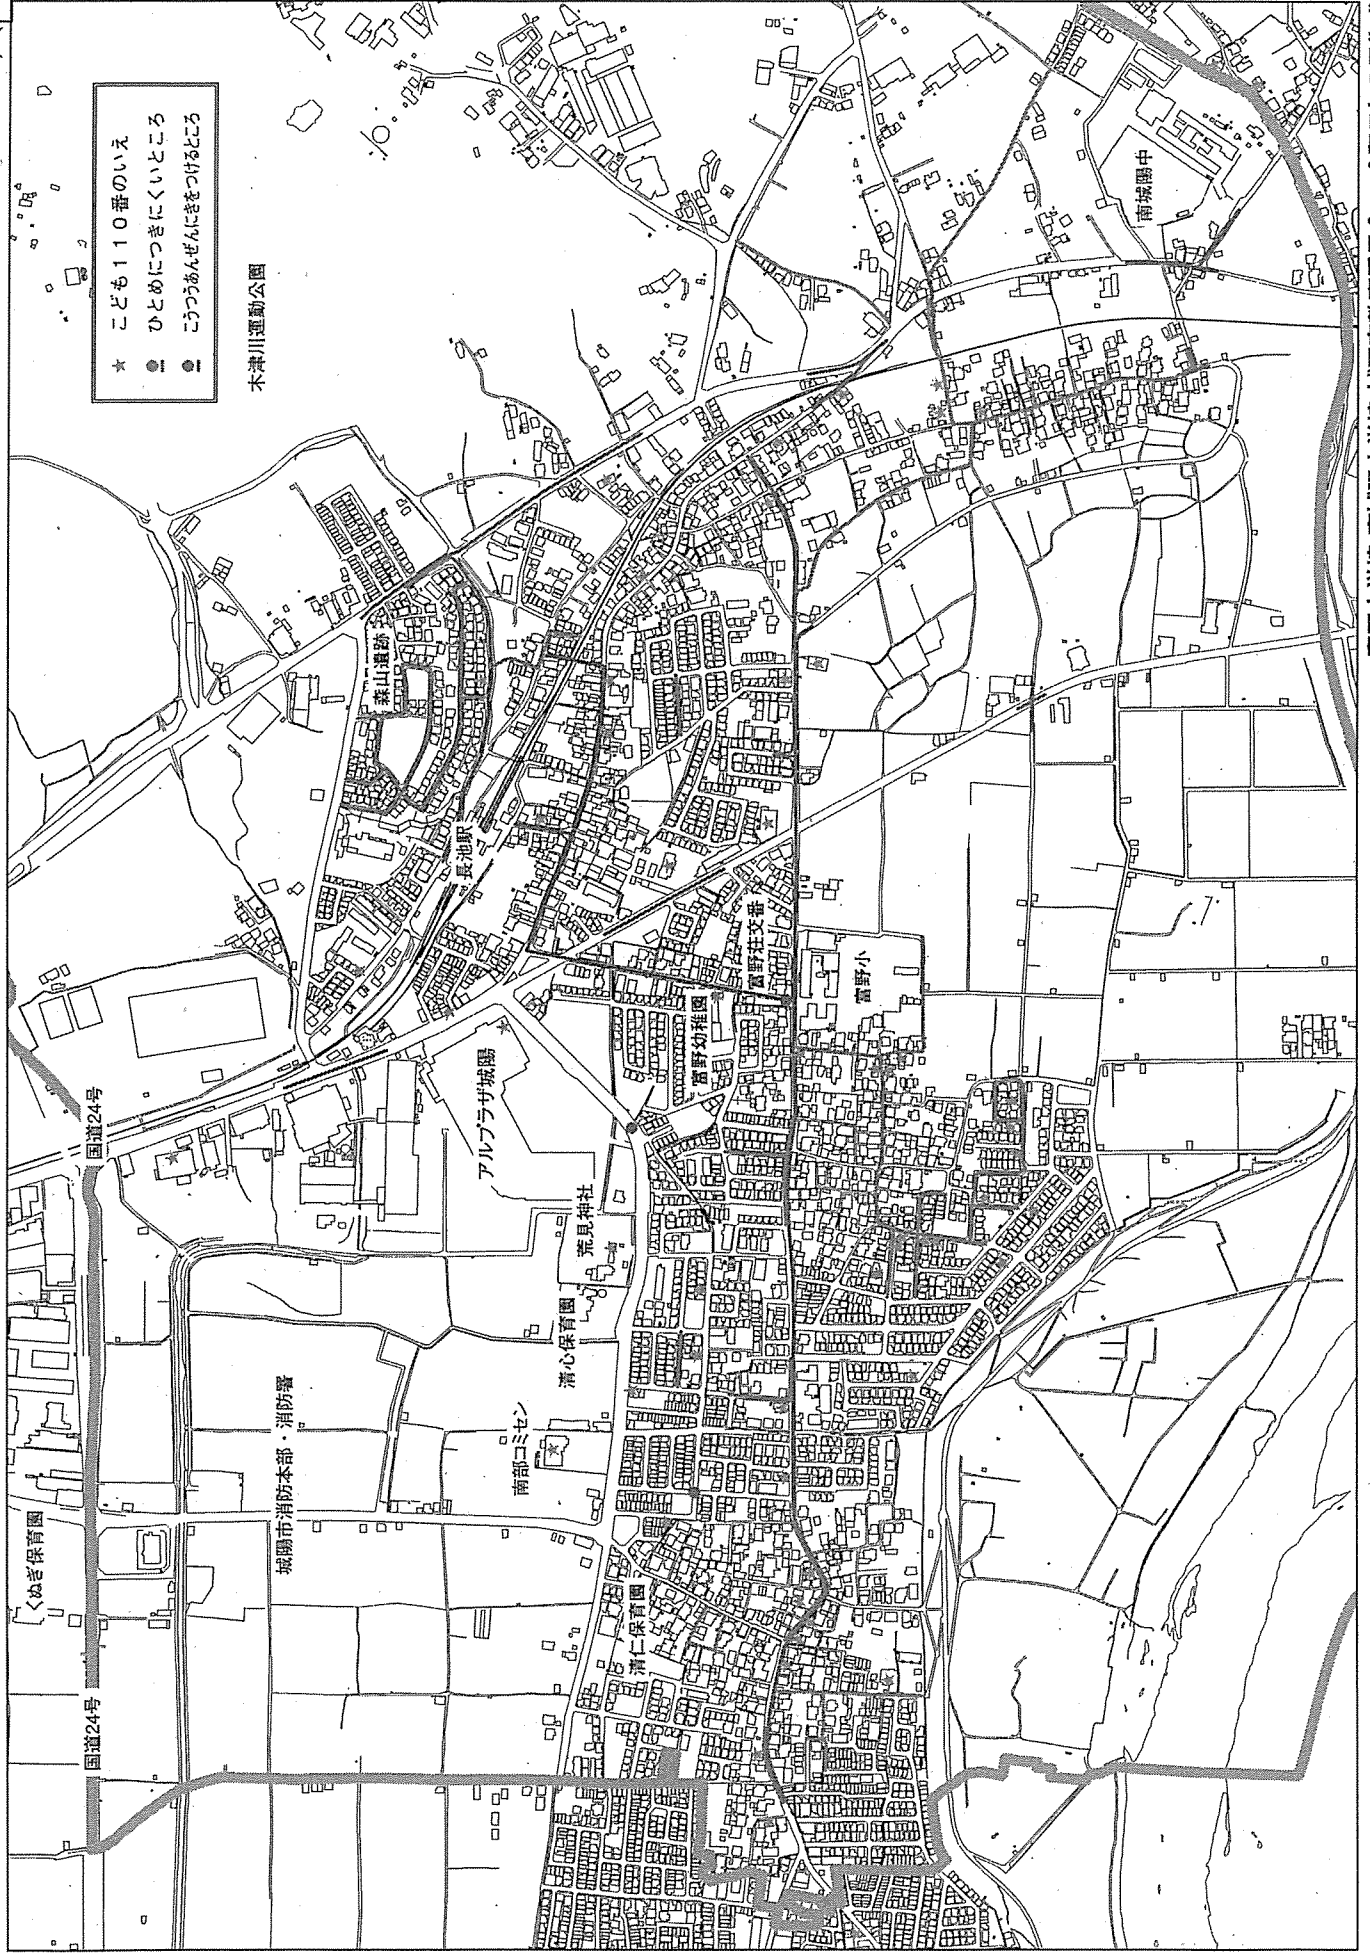 ★ こども110番のいえ
● ひとめにつきにくいところ
● こうつうあんぜんにきをつけるところ
木津川運動公園
南城陽中
森山遺跡
長池駅
国道24号
アルプラザ城陽
富野荘交番
富野小
富野幼稚園
荒見神社
清心保育園
南部コミセン
城陽市消防本部・消防署
くぬぎ保育園
清仁保育園
国道24号